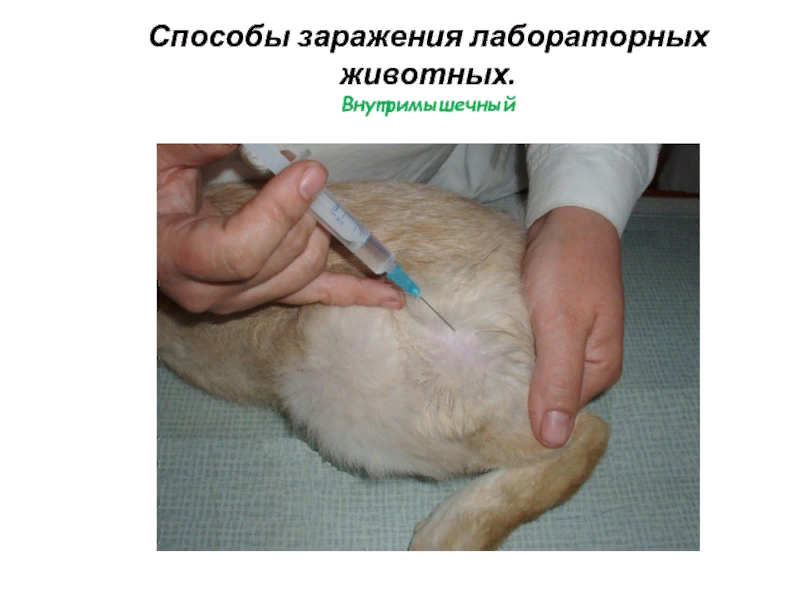 Способы заражения лабораторных
животных.
Внутримышечный